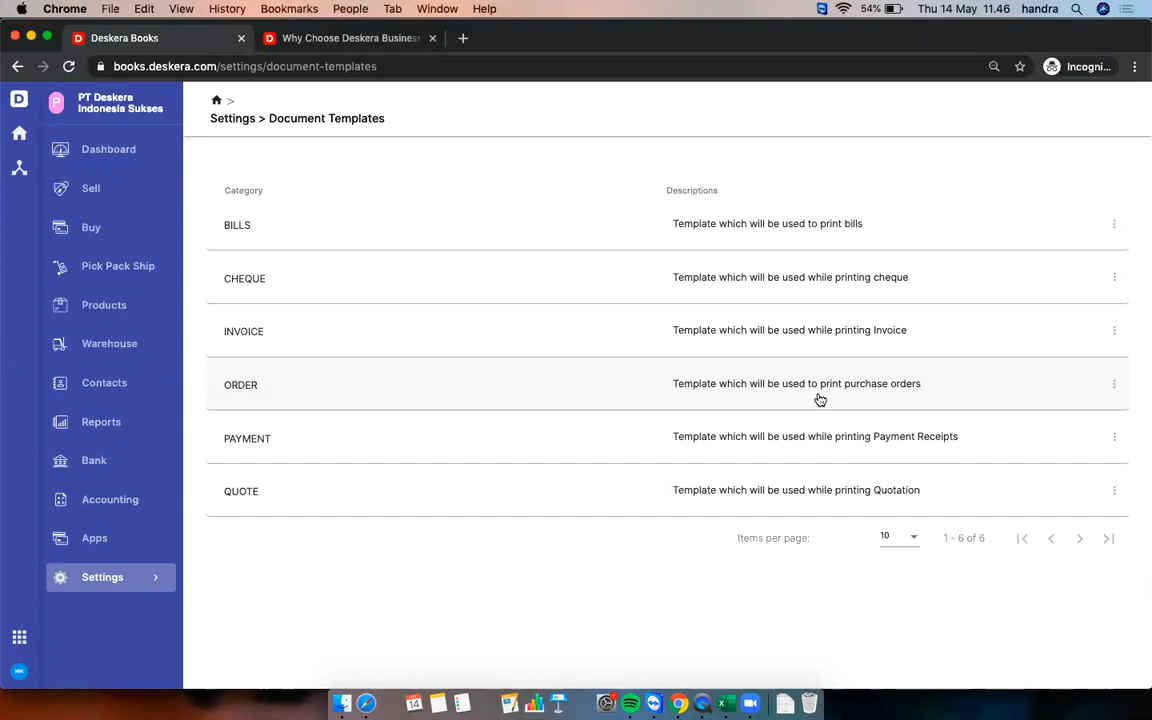 Chrome File Edit View History Bookmarks People Tab Window Help 54% Thu 14 May 11.46 handra
D Deskera Books D Why Choose Deskera Busines
books.deskera.com/settings/document-templates Incogni...
D P PT Deskera Indonesia Sukses
Settings > Document Templates
Dashboard
Sell
Buy
Pick Pack Ship
Products
Warehouse
Contacts
Reports
Bank
Accounting
Apps
Settings
MM
Category Descriptions
BILLS Template which will be used to print bills
CHEQUE Template which will be used while printing cheque
INVOICE Template which will be used while printing Invoice
ORDER Template which will be used to print purchase orders
PAYMENT Template which will be used while printing Payment Receipts
QUOTE Template which will be used while printing Quotation
Items per page: 10 1 - 6 of 6
14